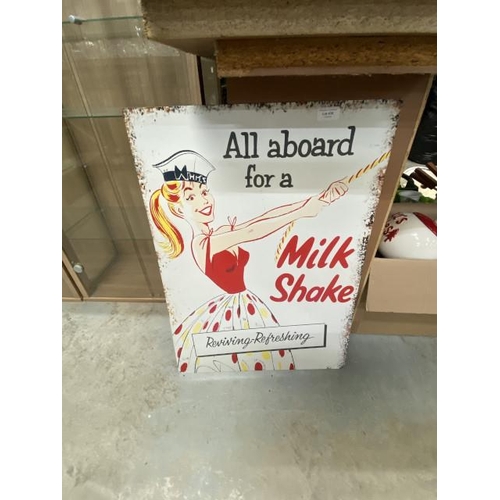 All aboard
for a
Milk
Shake
Reviving-Refreshing